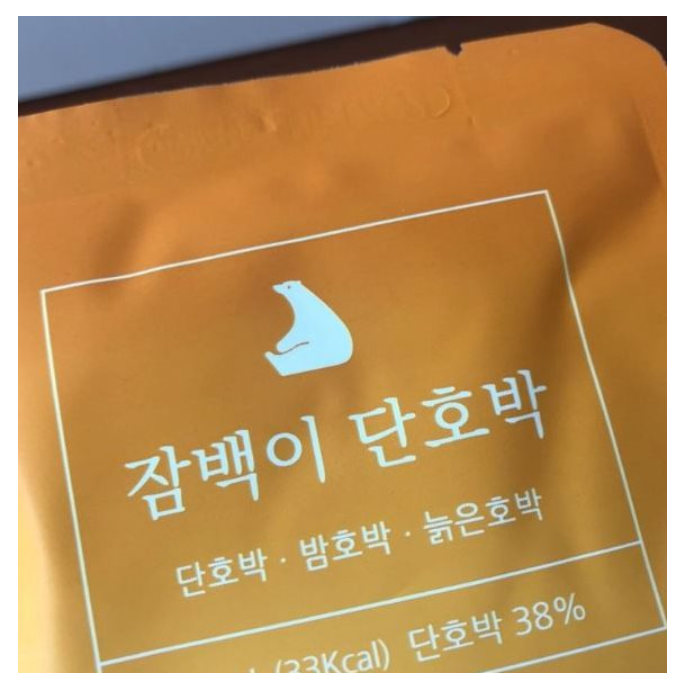 잠백이 단호박
단호박 · 밤호박 · 늙은호박
(33Kcal) 단호박 38%